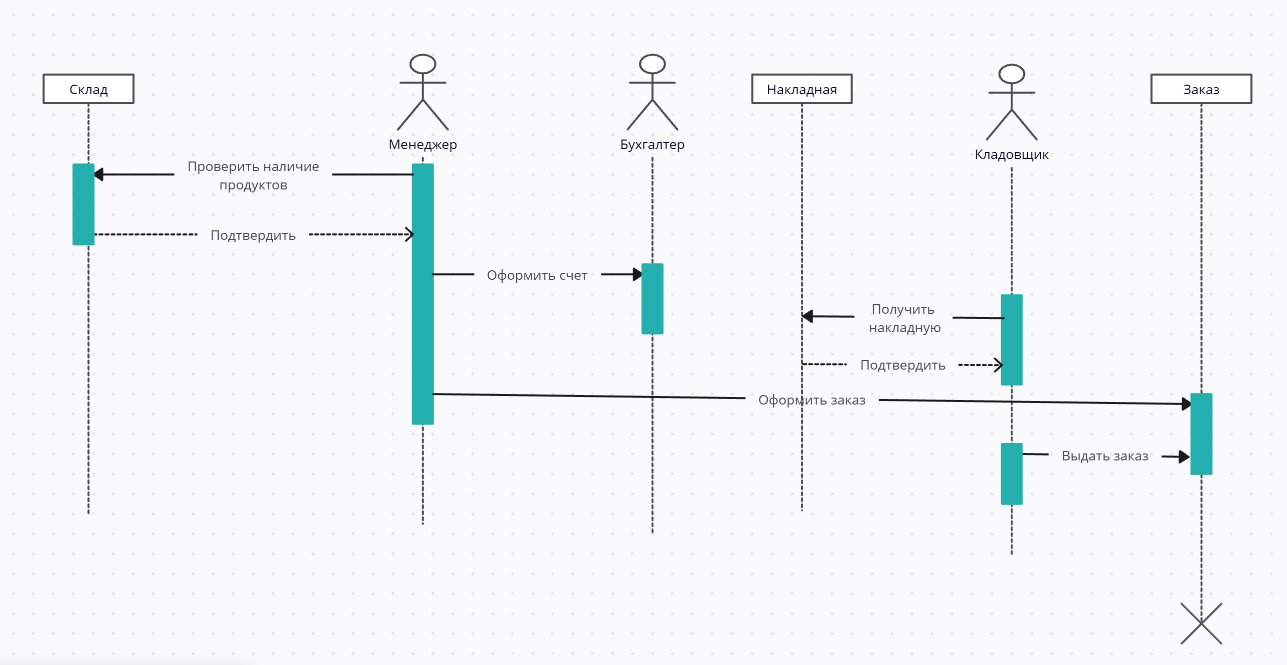 Склад
Менеджер
Бухгалтер
Накладная
Кладовщик
Заказ
Проверить наличие
продуктов
Подтвердить
Оформить счет
Получить
накладную
Подтвердить
Оформить заказ
Выдать заказ